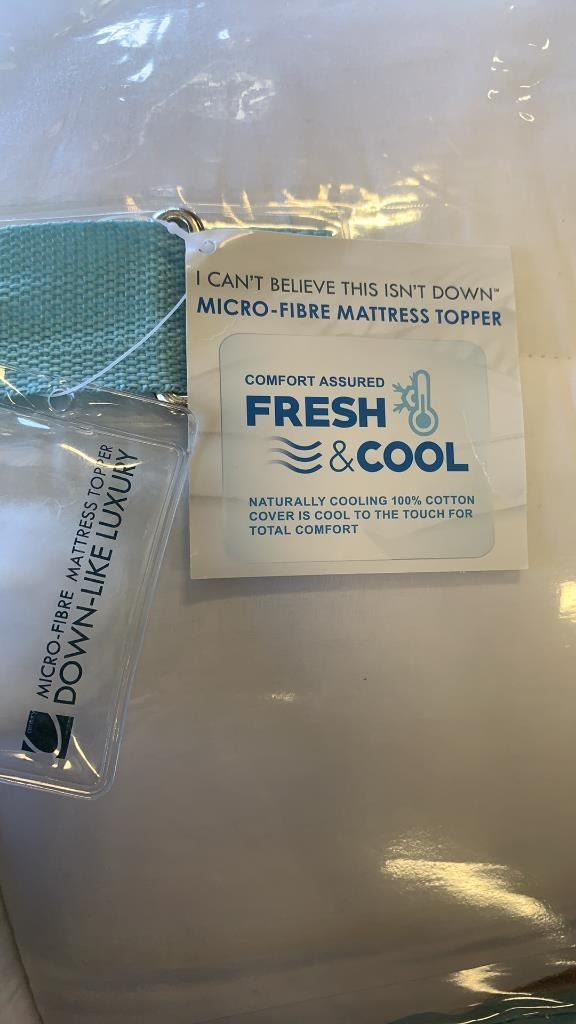 I CAN'T BELIEVE THIS ISN'T DOWN™
MICRO-FIBRE MATTRESS TOPPER
COMFORT ASSURED
FRESH
&COOL
NATURALLY COOLING 100% COTTON
COVER IS COOL TO THE TOUCH FOR
TOTAL COMFORT
MICRO-FIBRE MATTRESS TOPPER
DOWN-LIKE LUXURY